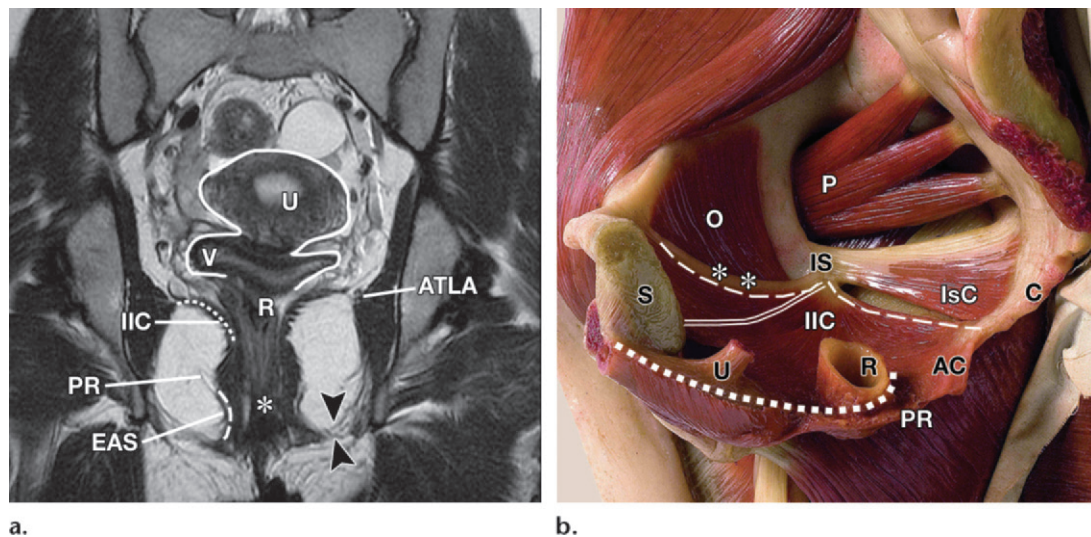 U
V
R
ATLA
IIC
PR
*
EAS
a.
P
O
IS
**
S
IsC
C
IIC
U
R
AC
PR
b.